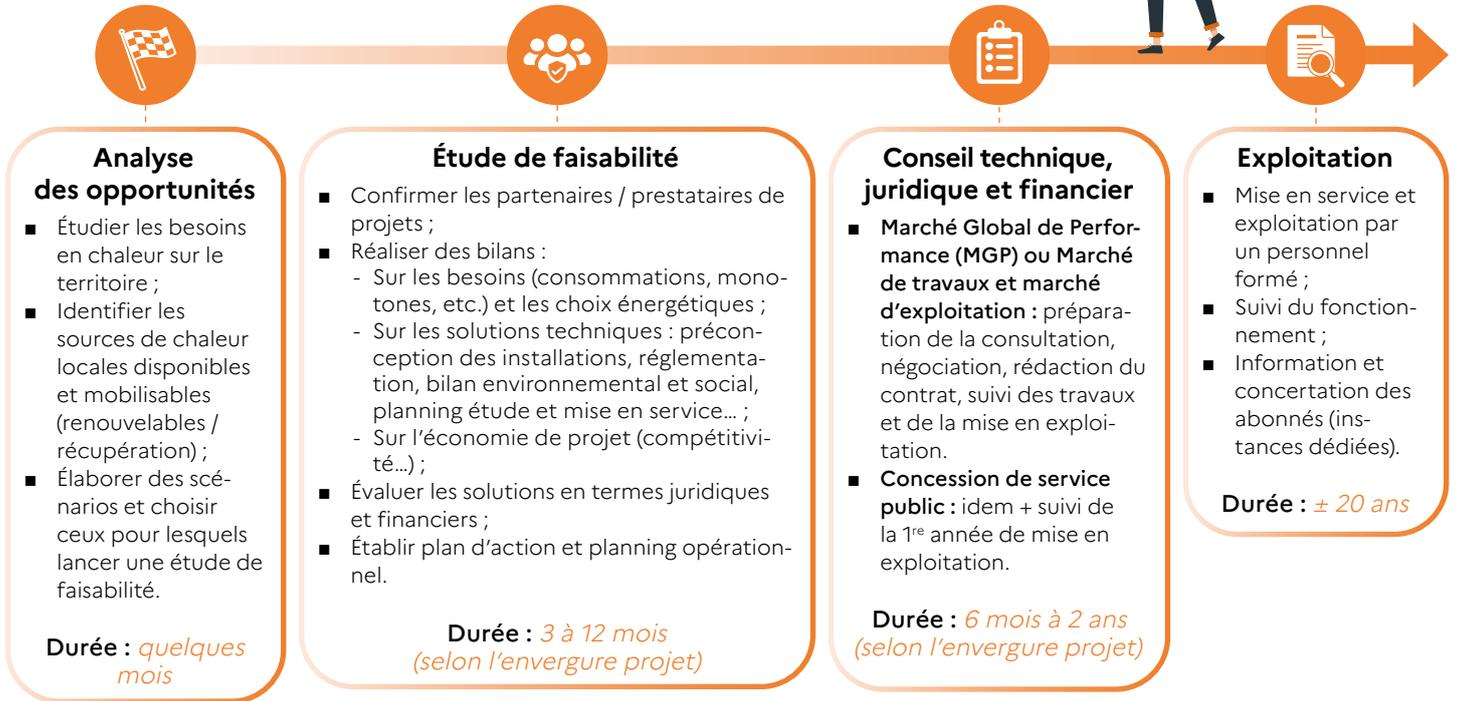 Analyse
des opportunités
■ Étudier les besoins
en chaleur sur le
territoire ;
■ Identifier les
sources de chaleur
locales disponibles
et mobilisables
(renouvelables /
récupération) ;
■ Élaborer des scé-
narios et choisir
ceux pour lesquels
lancer une étude de
faisabilité.
Durée : quelques
mois
Étude de faisabilité
■ Confirmer les partenaires / prestataires de
projets ;
■ Réaliser des bilans :
- Sur les besoins (consommations, mono-
tones, etc.) et les choix énergétiques ;
- Sur les solutions techniques : précon-
ception des installations, réglementa-
tion, bilan environnemental et social,
planning étude et mise en service... ;
- Sur l'économie de projet (compétitivi-
té...) ;
■ Évaluer les solutions en termes juridiques
et financiers ;
■ Établir plan d'action et planning opération-
nel.
Durée : 3 à 12 mois
(selon l'envergure projet)
Conseil technique,
juridique et financier
■ Marché Global de Perfor-
mance (MGP) ou Marché
de travaux et marché
d'exploitation : prépara-
tion de la consultation,
négociation, rédaction du
contrat, suivi des travaux
et de la mise en exploi-
tation.
■ Concession de service
public : idem + suivi de
la 1re année de mise en
exploitation.
Durée : 6 mois à 2 ans
(selon l'envergure projet)
Exploitation
■ Mise en service et
exploitation par
un personnel
formé ;
■ Suivi du fonction-
nement ;
■ Information et
concertation des
abonnés (ins-
tances dédiées).
Durée : ± 20 ans